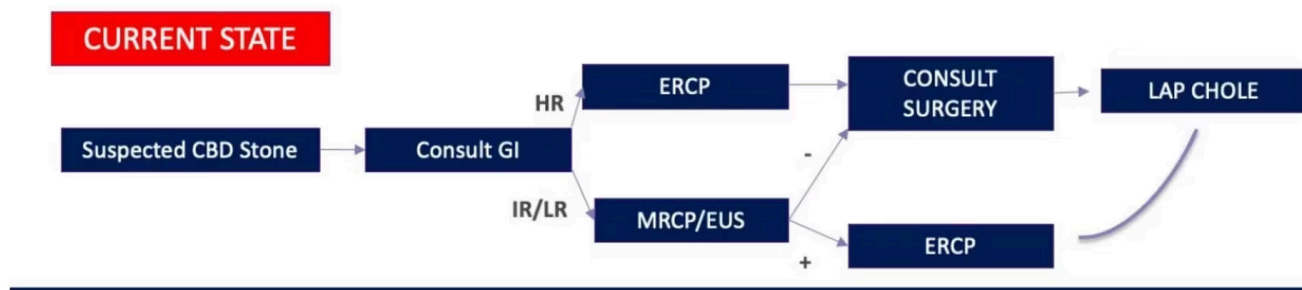 CURRENT STATE
Suspected CBD Stone
Consult GI
HR
IR/LR
ERCP
MRCP/EUS
-
+
CONSULT
SURGERY
ERCP
LAP CHOLE